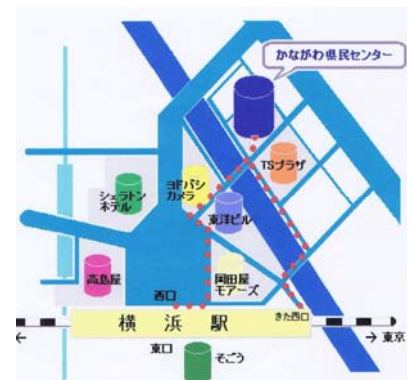 かながわ県民センター
TSプラザ
ヨドバシ
カメラ
シェラトン
ホテル
東洋ビル
高島屋
岡田屋
モアーズ
西口
きた西口
横浜駅
← → 東京
東口
そごう